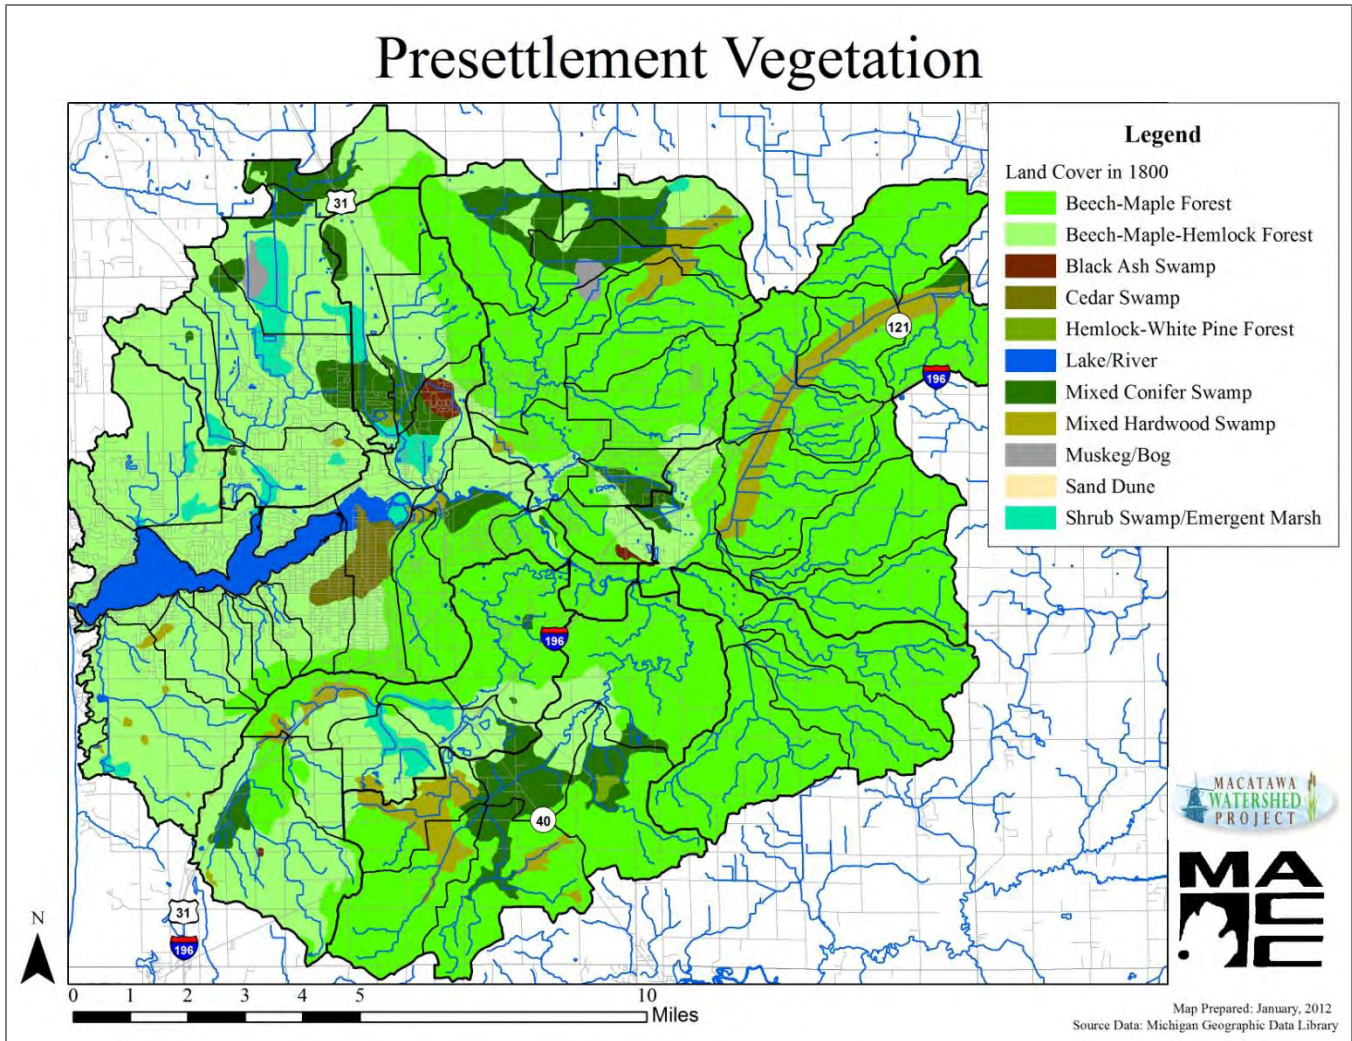 Presettlement Vegetation
Legend
Land Cover in 1800
Beech-Maple Forest
Beech-Maple-Hemlock Forest
Black Ash Swamp
Cedar Swamp
Hemlock-White Pine Forest
Lake/River
Mixed Conifer Swamp
Mixed Hardwood Swamp
Muskeg/Bog
Sand Dune
Shrub Swamp/Emergent Marsh
31
121
196
196
40
31
196
N
0 1 2 3 4 5 10
Miles
MACATAWA
WATERSHED
PROJECT
MA
C
C
Map Prepared: January, 2012
Source Data: Michigan Geographic Data Library